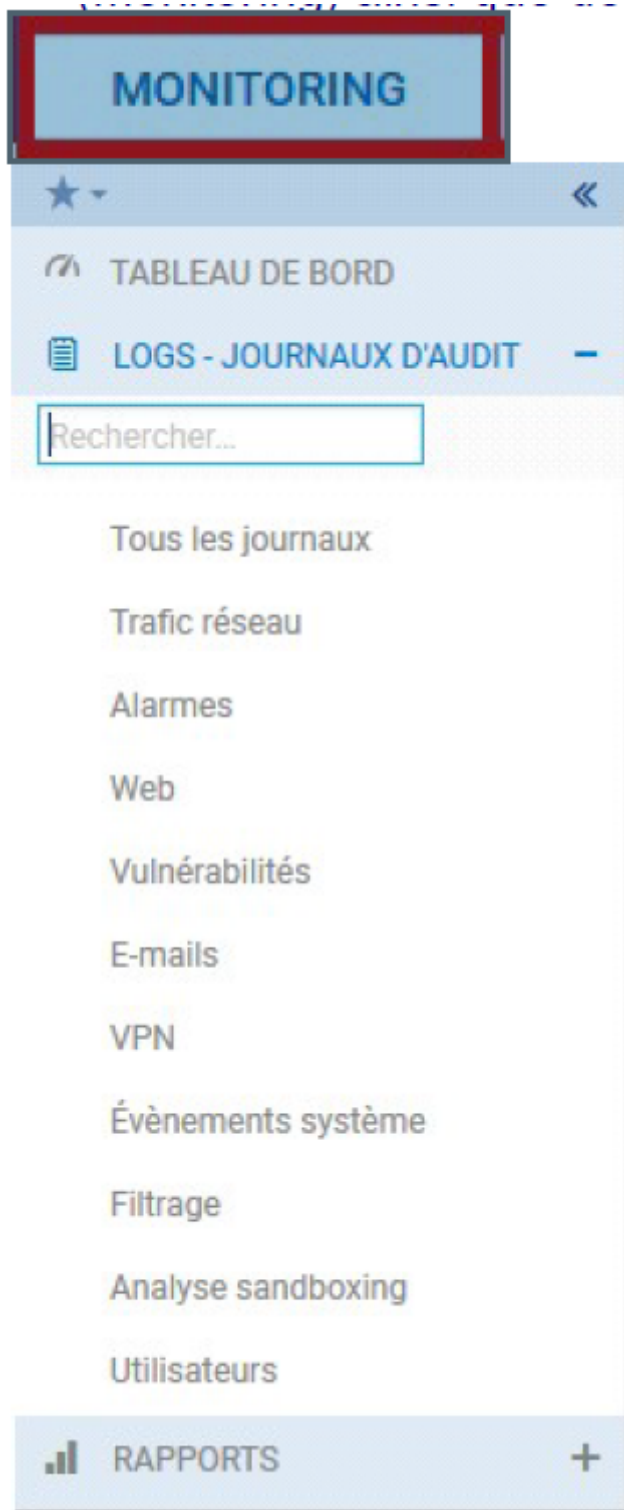 MONITORING
TABLEAU DE BORD
LOGS - JOURNAUX D'AUDIT
Rechercher...
Tous les journaux
Trafic réseau
Alarmes
Web
Vulnérabilités
E-mails
VPN
Évènements système
Filtrage
Analyse sandboxing
Utilisateurs
RAPPORTS